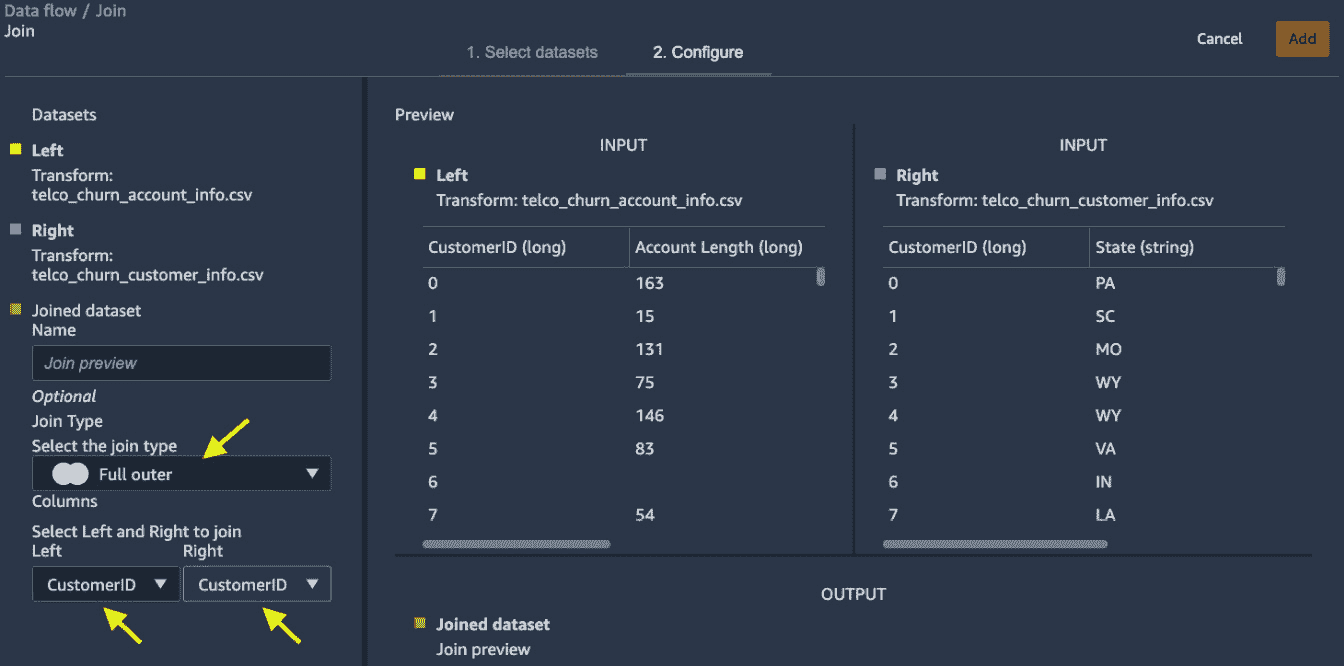 Data flow / Join
Join
1. Select datasets
2. Configure
Cancel
Add
Datasets
Left
Transform:
telco_churn_account_info.csv
Right
Transform:
telco_churn_customer_info.csv
Joined dataset
Name
Join preview
Optional
Join Type
Select the join type
Full outer
Columns
Select Left and Right to join
Left Right
CustomerID CustomerID
Preview
INPUT
Left
Transform: telco_churn_account_info.csv
CustomerID (long) Account Length (long)
0 163
1 15
2 131
3 75
4 146
5 83
6
7 54
INPUT
Right
Transform: telco_churn_customer_info.csv
CustomerID (long) State (string)
0 PA
1 SC
2 MO
3 WY
4 WY
5 VA
6 IN
7 LA
OUTPUT
Joined dataset
Join preview